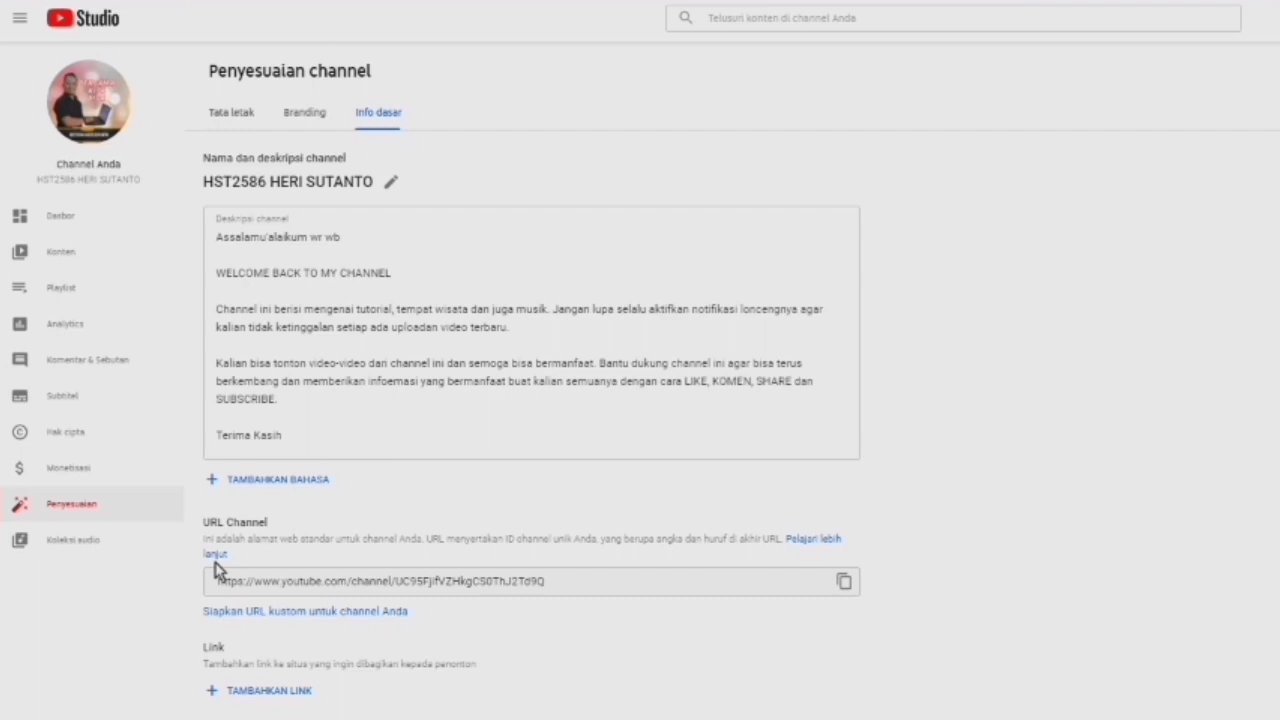 Studio
Telusuri konten di channel Anda
Penyesuaian channel
Tata letak
Branding
Info dasar
Channel Anda
HST2586 HERI SUTANTO
Dasbor
Konten
Playlist
Analytics
Komentar & Sebutan
Subtitel
Hak cipta
Monetisasi
Penyesuaian
Koleksi audio
Nama dan deskripsi channel
HST2586 HERI SUTANTO
Deskripsi channel
Assalamu'alaikum wr wb
WELCOME BACK TO MY CHANNEL
Channel ini berisi mengenai tutorial, tempat wisata dan juga musik. Jangan lupa selalu aktifkan notifikasi loncengnya agar
kalian tidak ketinggalan setiap ada uploadan video terbaru.
Kalian bisa tonton video-video dari channel ini dan semoga bisa bermanfaat. Bantu dukung channel ini agar bisa terus
berkembang dan memberikan infoemasi yang bermanfaat buat kalian semuanya dengan cara LIKE, KOMEN, SHARE dan
SUBSCRIBE.
Terima Kasih
+ TAMBAHKAN BAHASA
URL Channel
Ini adalah alamat web standar untuk channel Anda. URL menyertakan ID channel unik Anda, yang berupa angka dan huruf di akhir URL. Pelajari lebih
lanjut
https://www.youtube.com/channel/UC95FjifVZHkgCS0ThJ2Td9Q
Siapkan URL kustom untuk channel Anda
Link
Tambahkan link ke situs yang ingin dibagikan kepada penonton
+ TAMBAHKAN LINK